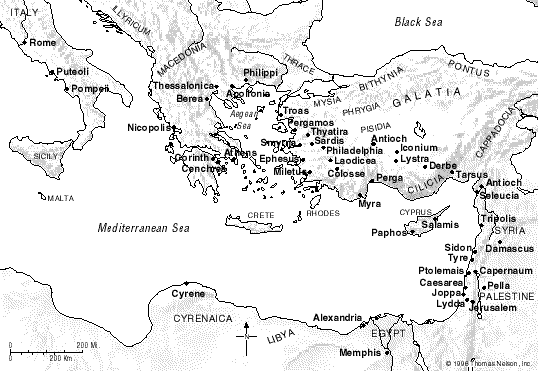 ITALY
ILLYRICUM
Black Sea
Rome
MACEDONIA
THRACE
BITHYNIA
PONTUS
Puteoli
Pompeii
Thessalonica
Philippi
Apollonia
Berea
Aegean
Sea
Troas
MYSIA
PHRYGIA
GALATIA
CAPPADOCIA
Nicopolis
Pergamos
Thyatira
PISIDIA
Sardis
Antioch
Smyrna
Philadelphia
Iconium
SICILY
Corinth
Athens
Ephesus
Laodicea
Lystra
Derbe
Cenchrea
Miletus
Colosse
Perga
CILICIA
Tarsus
Antioch
Seleucia
MALTA
Myra
CRETE
RHODES
CYPRUS
Salamis
Tripolis
Mediterranean Sea
Paphos
SYRIA
Sidon
Damascus
Tyre
Ptolemais
Capernaum
Caesarea
Pella
Cyrene
Joppa
PALESTINE
Lydda
Jerusalem
CYRENAICA
Alexandria
N
LIBYA
EGYPT
Memphis
0 200 Mi.
0 200 Km.
© 1996 Thomas Nelson, Inc.